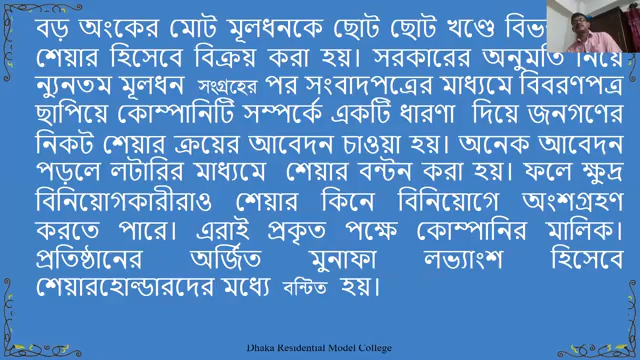 বড় অংকের মোট মূলধনকে ছোট ছোট খণ্ডে
শেয়ার হিসেবে বিক্রয় করা হয়। সরকারের অনুমতি নিয়ে
ন্যুনতম মূলধন সংগ্রহের পর সংবাদপত্রের মাধ্যমে বিবরণপত্র
ছাপিয়ে কোম্পানিটি সম্পর্কে একটি ধারণা দিয়ে জনগণের
নিকট শেয়ার ক্রয়ের আবেদন চাওয়া হয়। অনেক আবেদন
পড়লে লটারির মাধ্যমে শেয়ার বন্টন করা হয়। ফলে ক্ষুদ্র
বিনিয়োগকারীরাও শেয়ার কিনে বিনিয়োগে অংশগ্রহণ
করতে পারে। এরাই প্রকৃত পক্ষে কোম্পানির মালিক।
প্রতিষ্ঠানের অর্জিত মুনাফা লভ্যাংশ হিসেবে
শেয়ারহোল্ডারদের মধ্যে বন্টিত হয়।
Dhaka Residential Model College